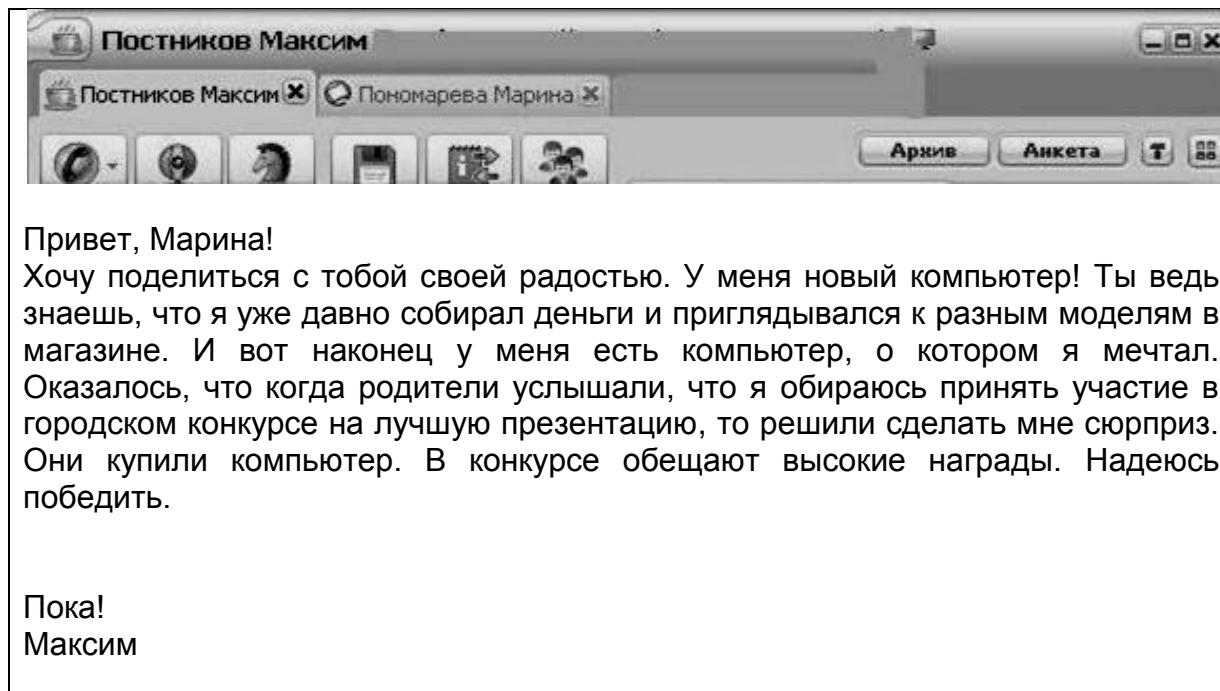 Постников Максим
Постников Максим Пономарева Марина
Архив Анкета T
Привет, Марина!
Хочу поделиться с тобой своей радостью. У меня новый компьютер! Ты ведь
знаешь, что я уже давно собирал деньги и приглядывался к разным моделям в
магазине. И вот наконец у меня есть компьютер, о котором я мечтал.
Оказалось, что когда родители услышали, что я обираюсь принять участие в
городском конкурсе на лучшую презентацию, то решили сделать мне сюрприз.
Они купили компьютер. В конкурсе обещают высокие награды. Надеюсь
победить.
Пока!
Максим